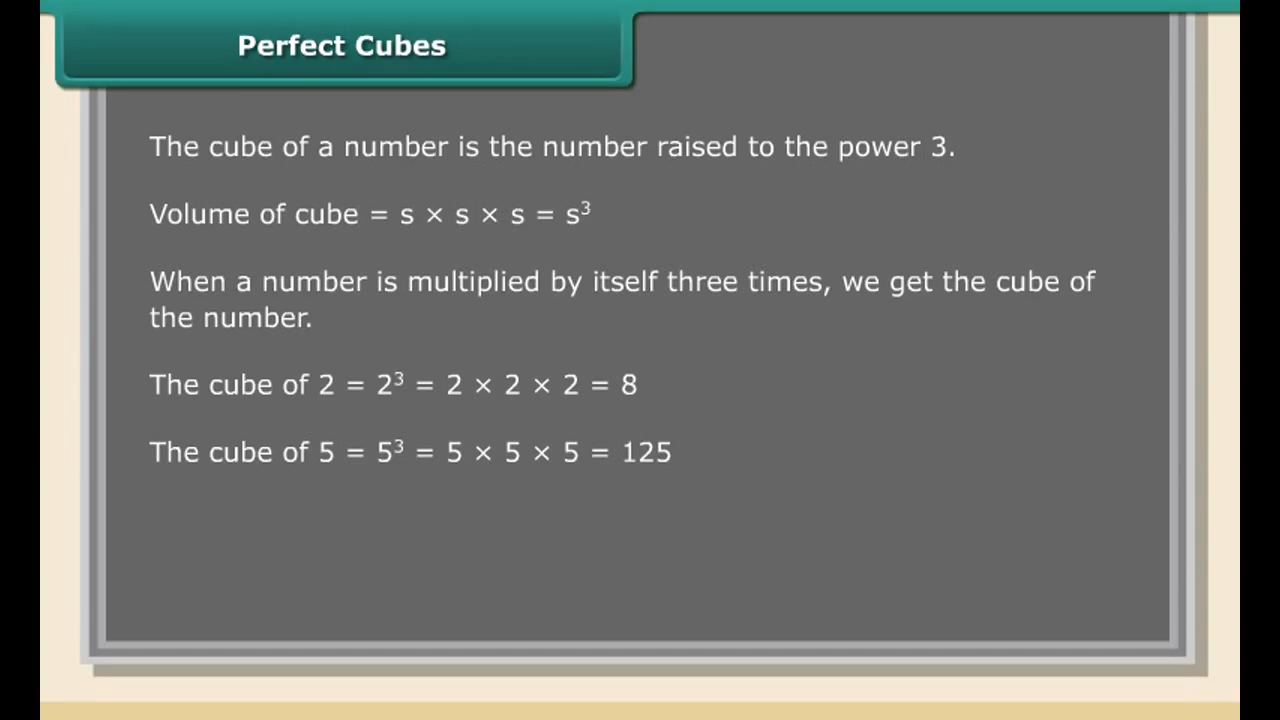 Perfect Cubes
The cube of a number is the number raised to the power 3.
Volume of cube = s × s × s = s³
When a number is multiplied by itself three times, we get the cube of
the number.
The cube of 2 = 2³ = 2 × 2 × 2 = 8
The cube of 5 = 5³ = 5 × 5 × 5 = 125